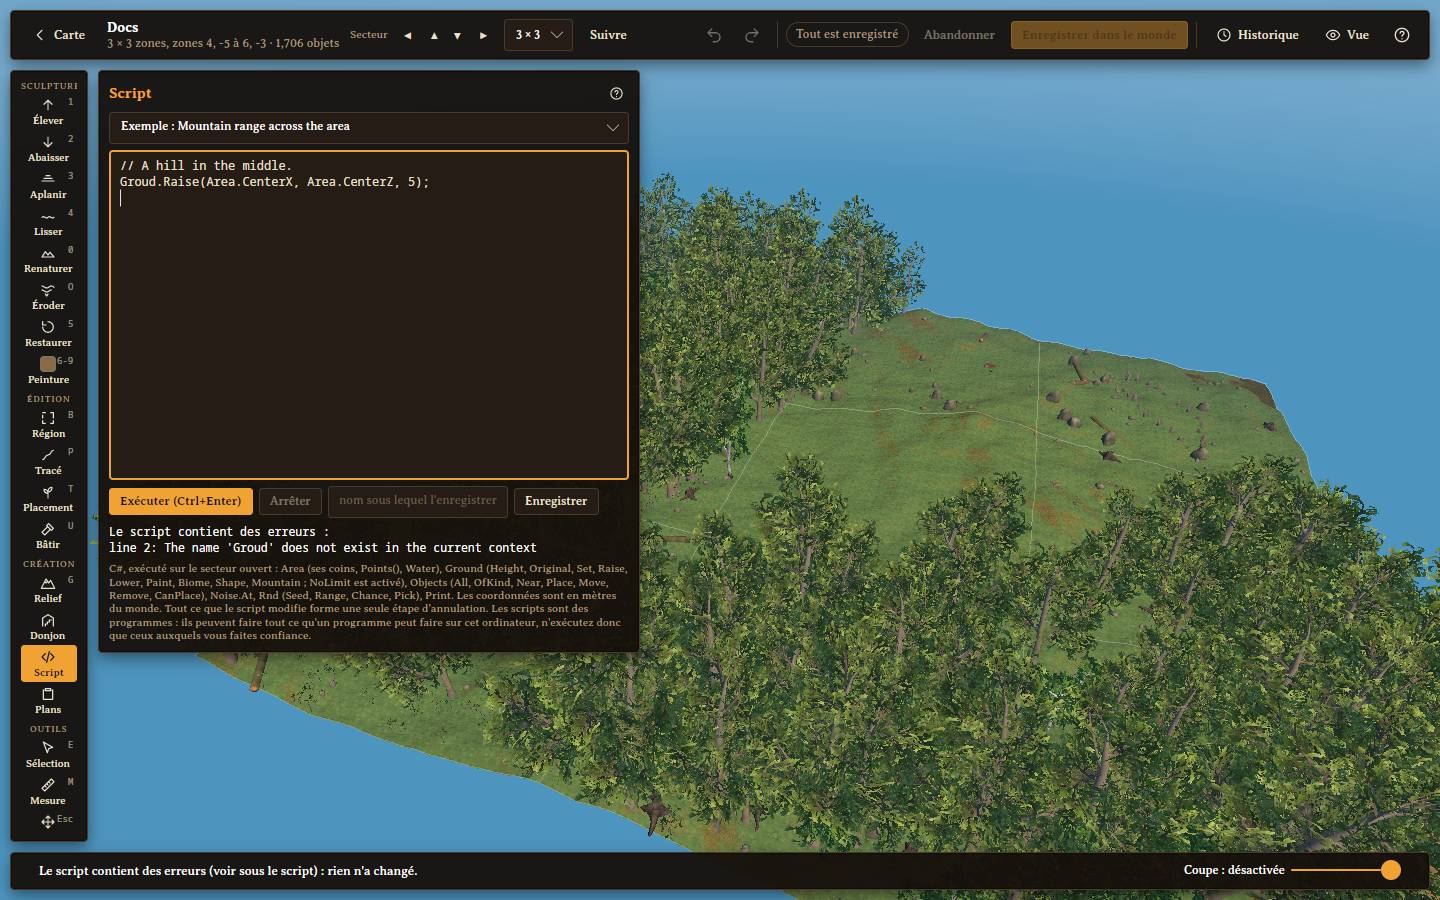 Carte
Docs
3 × 3 zones, zones 4, -5 à 6, -3 · 1,706 objets
Secteur
3 × 3
Suivre
Tout est enregistré
Abandonner
Enregistrer dans le monde
Historique
Vue
SCULPTURE
1
Élever
2
Abaisser
3
Aplanir
4
Lisser
0
Renaturer
O
Éroder
5
Restaurer
6-9
Peinture
ÉDITION
B
Région
P
Tracé
T
Placement
U
Bâtir
CRÉATION
G
Relief
Donjon
Script
Plans
OUTILS
E
Sélection
M
Mesure
Esc
Script
Exemple : Mountain range across the area
// A hill in the middle.
Groud.Raise(Area.CenterX, Area.CenterZ, 5);
Exécuter (Ctrl+Enter)
Arrêter
nom sous lequel l'enregistrer
Enregistrer
Le script contient des erreurs :
line 2: The name 'Groud' does not exist in the current context
C#, exécuté sur le secteur ouvert : Area (ses coins, Points(), Water), Ground (Height, Original, Set, Raise,
Lower, Paint, Biome, Shape, Mountain ; NoLimit est activé), Objects (All, OfKind, Near, Place, Move,
Remove, CanPlace), Noise.At, Rnd (Seed, Range, Chance, Pick), Print. Les coordonnées sont en mètres
du monde. Tout ce que le script modifie forme une seule étape d'annulation. Les scripts sont des
programmes : ils peuvent faire tout ce qu'un programme peut faire sur cet ordinateur, n'exécutez donc
que ceux auxquels vous faites confiance.
Le script contient des erreurs (voir sous le script) : rien n'a changé.
Coupe : désactivée